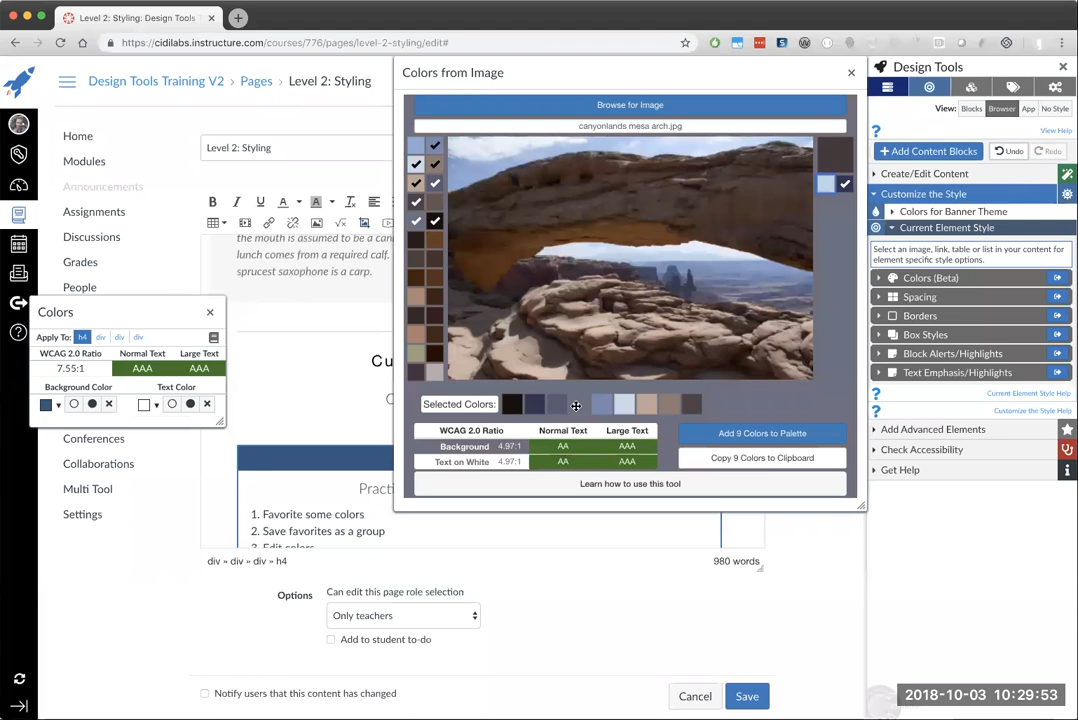 Level 2: Styling: Design Tools T
https://cidilabs.instructure.com/courses/776/pages/level-2-styling/edit#
Design Tools Training V2 > Pages > Level 2: Styling
Home
Modules
Announcements
Assignments
Discussions
Grades
People
Conferences
Collaborations
Multi Tool
Settings
Level 2: Styling
B I U A A
the mouth is assumed to be a
lunch comes from a required calf.
sprucest saxophone is a carp.
Cu
Practi
1. Favorite some colors
2. Save favorites as a group
3. Edit colors
div » div » div » h4
980 words
Options
Can edit this page role selection
Only teachers
Add to student to-do
Notify users that this content has changed
Cancel
Save
Colors
Apply To: h4 div div div
WCAG 2.0 Ratio Normal Text Large Text
7.55:1 AAA AAA
Background Color Text Color
Colors from Image
Browse for Image
canyonlands mesa arch.jpg
Selected Colors:
WCAG 2.0 Ratio Normal Text Large Text
Background 4.97:1 AA AAA
Text on White 4.97:1 AA AAA
Add 9 Colors to Palette
Copy 9 Colors to Clipboard
Learn how to use this tool
Design Tools
View: Blocks Browser App No Style
View Help
Add Content Blocks
Undo
Redo
Create/Edit Content
Customize the Style
Colors for Banner Theme
Current Element Style
Select an image, link, table or list in your content for
element specific style options.
Colors (Beta)
Spacing
Borders
Box Styles
Block Alerts/Highlights
Text Emphasis/Highlights
Current Element Style Help
Customize the Style Help
Add Advanced Elements
Check Accessibility
Get Help
2018-10-03 10:29:53